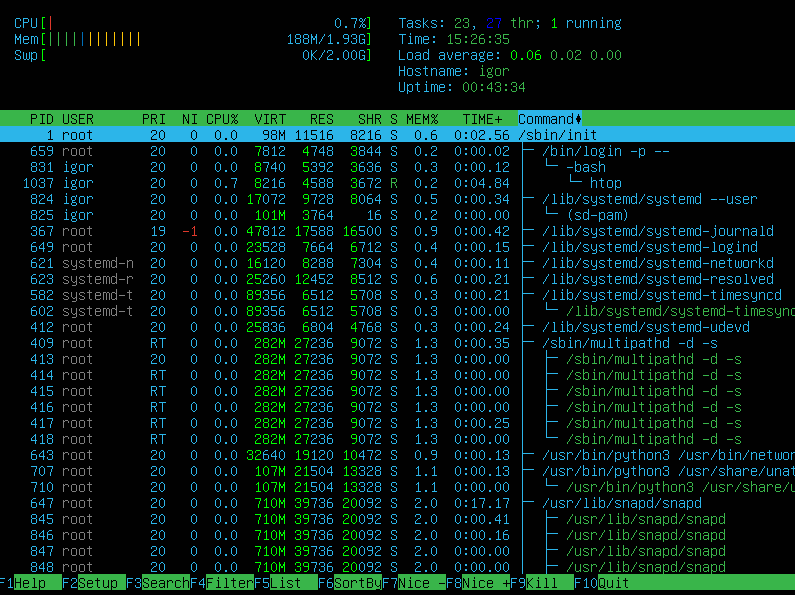 CPU[| 0.7%] Tasks: 23, 27 thr; 1 running
Mem[|||||||||||| 188M/1.93G] Time: 15:26:35
Swp[ 0K/2.00G] Load average: 0.06 0.02 0.00
Hostname: igor
Uptime: 00:43:34
PID USER PRI NI CPU% VIRT RES SHR S MEM% TIME+ Command
1 root 20 0 0.0 98M 11516 8216 S 0.6 0:02.56 /sbin/init
659 root 20 0 0.0 7812 4748 3844 S 0.2 0:00.02 ├─ /bin/login -p --
831 igor 20 0 0.0 8740 5392 3636 S 0.3 0:00.12 │ └─ -bash
1037 igor 20 0 0.7 8216 4588 3672 R 0.2 0:04.84 │ └─ htop
824 igor 20 0 0.0 17072 9728 8064 S 0.5 0:00.34 ├─ /lib/systemd/systemd --user
825 igor 20 0 0.0 101M 3764 16 S 0.2 0:00.00 │ └─ (sd-pam)
367 root 19 -1 0.0 47812 17588 16500 S 0.9 0:00.42 ├─ /lib/systemd/systemd-journald
649 root 20 0 0.0 23528 7664 6712 S 0.4 0:00.15 ├─ /lib/systemd/systemd-logind
621 systemd-n 20 0 0.0 16120 8288 7304 S 0.4 0:00.11 ├─ /lib/systemd/systemd-networkd
623 systemd-r 20 0 0.0 25260 12452 8512 S 0.6 0:00.21 ├─ /lib/systemd/systemd-resolved
582 systemd-t 20 0 0.0 89356 6512 5708 S 0.3 0:00.21 ├─ /lib/systemd/systemd-timesyncd
602 systemd-t 20 0 0.0 89356 6512 5708 S 0.3 0:00.00 │ └─ /lib/systemd/systemd-timesync
412 root 20 0 0.0 25836 6804 4768 S 0.3 0:00.24 ├─ /lib/systemd/systemd-udevd
409 root RT 0 0.0 282M 27236 9072 S 1.3 0:00.35 ├─ /sbin/multipathd -d -s
413 root 20 0 0.0 282M 27236 9072 S 1.3 0:00.00 │ ├─ /sbin/multipathd -d -s
414 root RT 0 0.0 282M 27236 9072 S 1.3 0:00.00 │ ├─ /sbin/multipathd -d -s
415 root RT 0 0.0 282M 27236 9072 S 1.3 0:00.00 │ ├─ /sbin/multipathd -d -s
416 root RT 0 0.0 282M 27236 9072 S 1.3 0:00.00 │ ├─ /sbin/multipathd -d -s
417 root RT 0 0.0 282M 27236 9072 S 1.3 0:00.25 │ ├─ /sbin/multipathd -d -s
418 root RT 0 0.0 282M 27236 9072 S 1.3 0:00.00 │ └─ /sbin/multipathd -d -s
643 root 20 0 0.0 32640 19120 10472 S 0.9 0:00.13 ├─ /usr/bin/python3 /usr/bin/networ
707 root 20 0 0.0 107M 21504 13328 S 1.1 0:00.13 ├─ /usr/bin/python3 /usr/share/unat
710 root 20 0 0.0 107M 21504 13328 S 1.1 0:00.00 │ └─ /usr/bin/python3 /usr/share/u
647 root 20 0 0.0 710M 39736 20092 S 2.0 0:17.17 ├─ /usr/lib/snapd/snapd
845 root 20 0 0.0 710M 39736 20092 S 2.0 0:00.41 │ ├─ /usr/lib/snapd/snapd
846 root 20 0 0.0 710M 39736 20092 S 2.0 0:00.16 │ ├─ /usr/lib/snapd/snapd
847 root 20 0 0.0 710M 39736 20092 S 2.0 0:00.00 │ ├─ /usr/lib/snapd/snapd
848 root 20 0 0.0 710M 39736 20092 S 2.0 0:00.00 │ ├─ /usr/lib/snapd/snapd
F1Help F2Setup F3SearchF4FilterF5List F6SortByF7Nice -F8Nice +F9Kill F10Quit